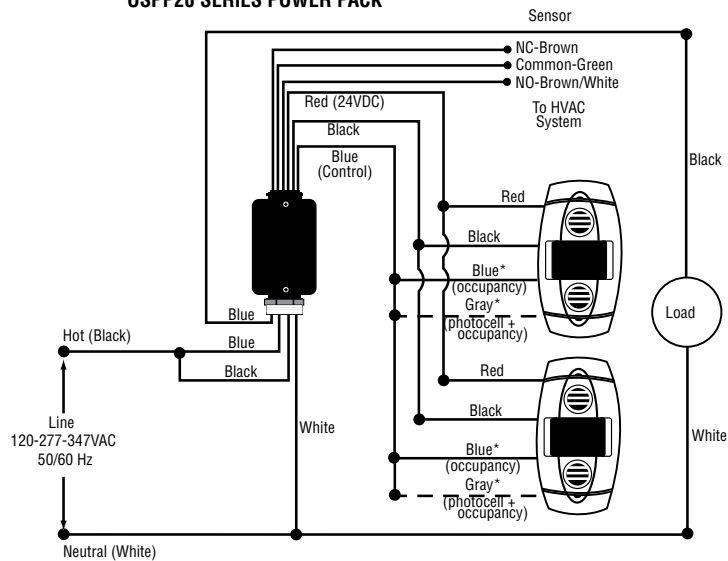 OSPP20 SERIES POWER PACK
Sensor
NC-Brown
Common-Green
NO-Brown/White
Red (24VDC)
To HVAC
System
Black
Blue
(Control)
Black
Red
Black
Blue*
(occupancy)
Gray*
(photocell +
occupancy)
Load
Blue
Hot (Black)
Blue
Black
Red
Black
Line
120-277-347VAC
50/60 Hz
White
White
Blue*
(occupancy)
Gray*
(photocell +
occupancy)
Neutral (White)